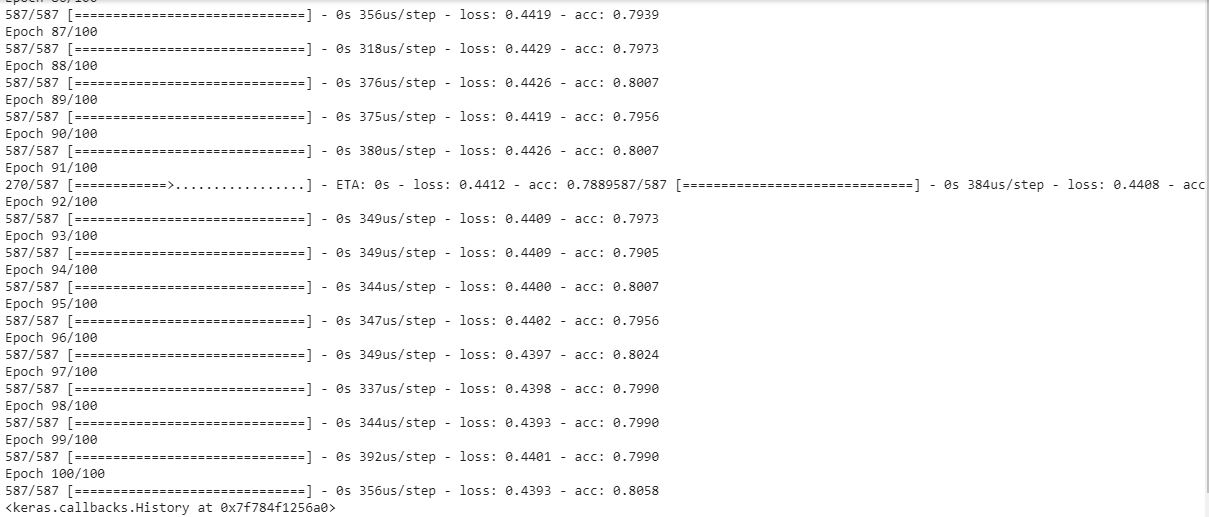 Epoch 86/100
587/587 [==============================] - 0s 356us/step - loss: 0.4419 - acc: 0.7939
Epoch 87/100
587/587 [==============================] - 0s 318us/step - loss: 0.4429 - acc: 0.7973
Epoch 88/100
587/587 [==============================] - 0s 376us/step - loss: 0.4426 - acc: 0.8007
Epoch 89/100
587/587 [==============================] - 0s 375us/step - loss: 0.4419 - acc: 0.7956
Epoch 90/100
587/587 [==============================] - 0s 380us/step - loss: 0.4426 - acc: 0.8007
Epoch 91/100
270/587 [============>.................] - ETA: 0s - loss: 0.4412 - acc: 0.7889587/587 [==============================] - 0s 384us/step - loss: 0.4408 - acc
Epoch 92/100
587/587 [==============================] - 0s 349us/step - loss: 0.4409 - acc: 0.7973
Epoch 93/100
587/587 [==============================] - 0s 349us/step - loss: 0.4409 - acc: 0.7905
Epoch 94/100
587/587 [==============================] - 0s 344us/step - loss: 0.4400 - acc: 0.8007
Epoch 95/100
587/587 [==============================] - 0s 347us/step - loss: 0.4402 - acc: 0.7956
Epoch 96/100
587/587 [==============================] - 0s 349us/step - loss: 0.4397 - acc: 0.8024
Epoch 97/100
587/587 [==============================] - 0s 337us/step - loss: 0.4398 - acc: 0.7990
Epoch 98/100
587/587 [==============================] - 0s 344us/step - loss: 0.4393 - acc: 0.7990
Epoch 99/100
587/587 [==============================] - 0s 392us/step - loss: 0.4401 - acc: 0.7990
Epoch 100/100
587/587 [==============================] - 0s 356us/step - loss: 0.4393 - acc: 0.8058
<keras.callbacks.History at 0x7f784f1256a0>